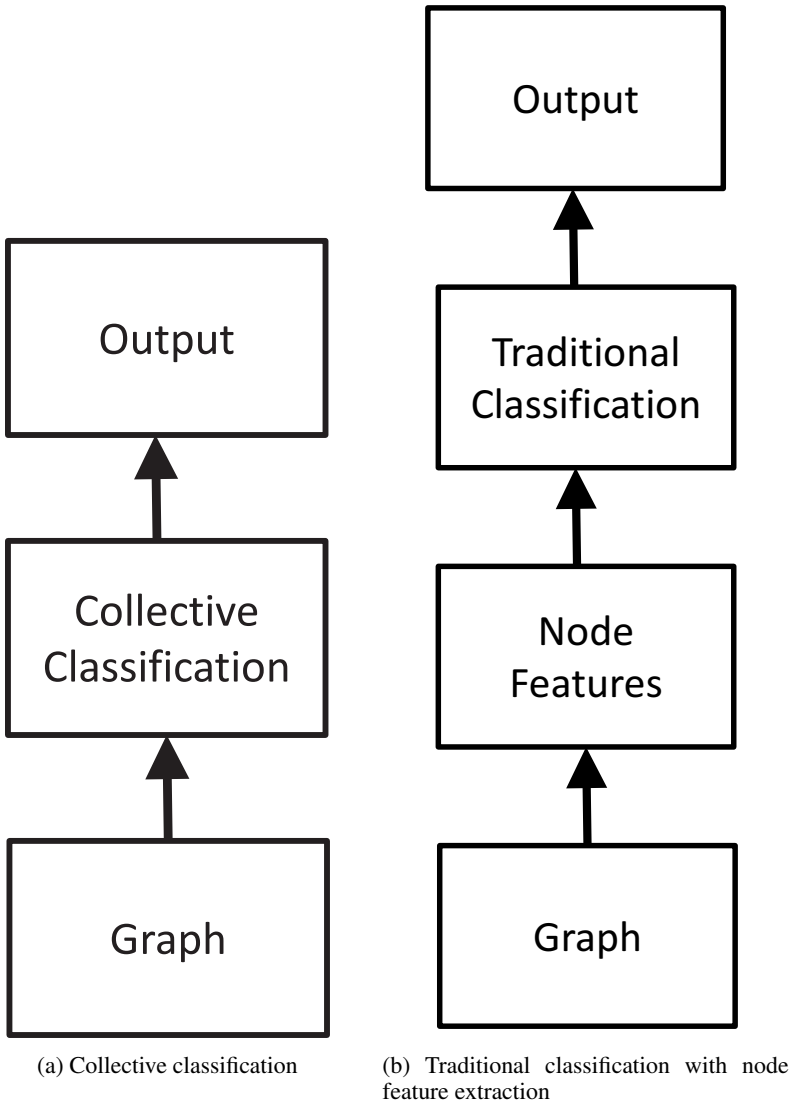 Output
Collective
Classification
Graph
(a) Collective classification
Output
Traditional
Classification
Node
Features
Graph
(b) Traditional classification with node
feature extraction